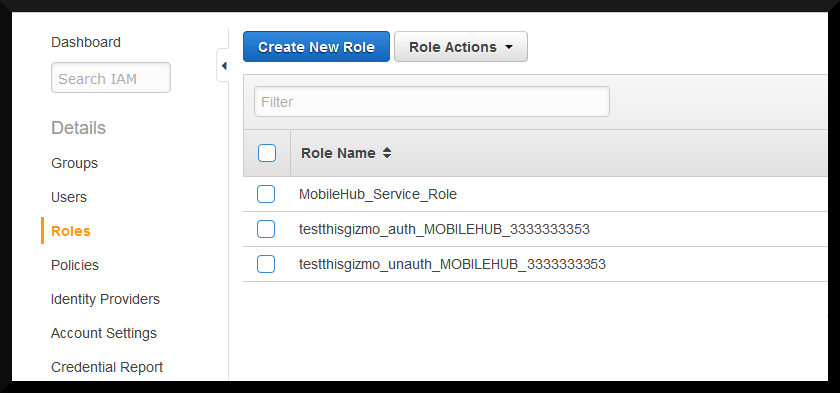 Dashboard
Search IAM
Details
Groups
Users
Roles
Policies
Identity Providers
Account Settings
Credential Report
Create New Role
Role Actions
Filter
Role Name
MobileHub_Service_Role
testthisgizmo_auth_MOBILEHUB_3333333353
testthisgizmo_unauth_MOBILEHUB_3333333353